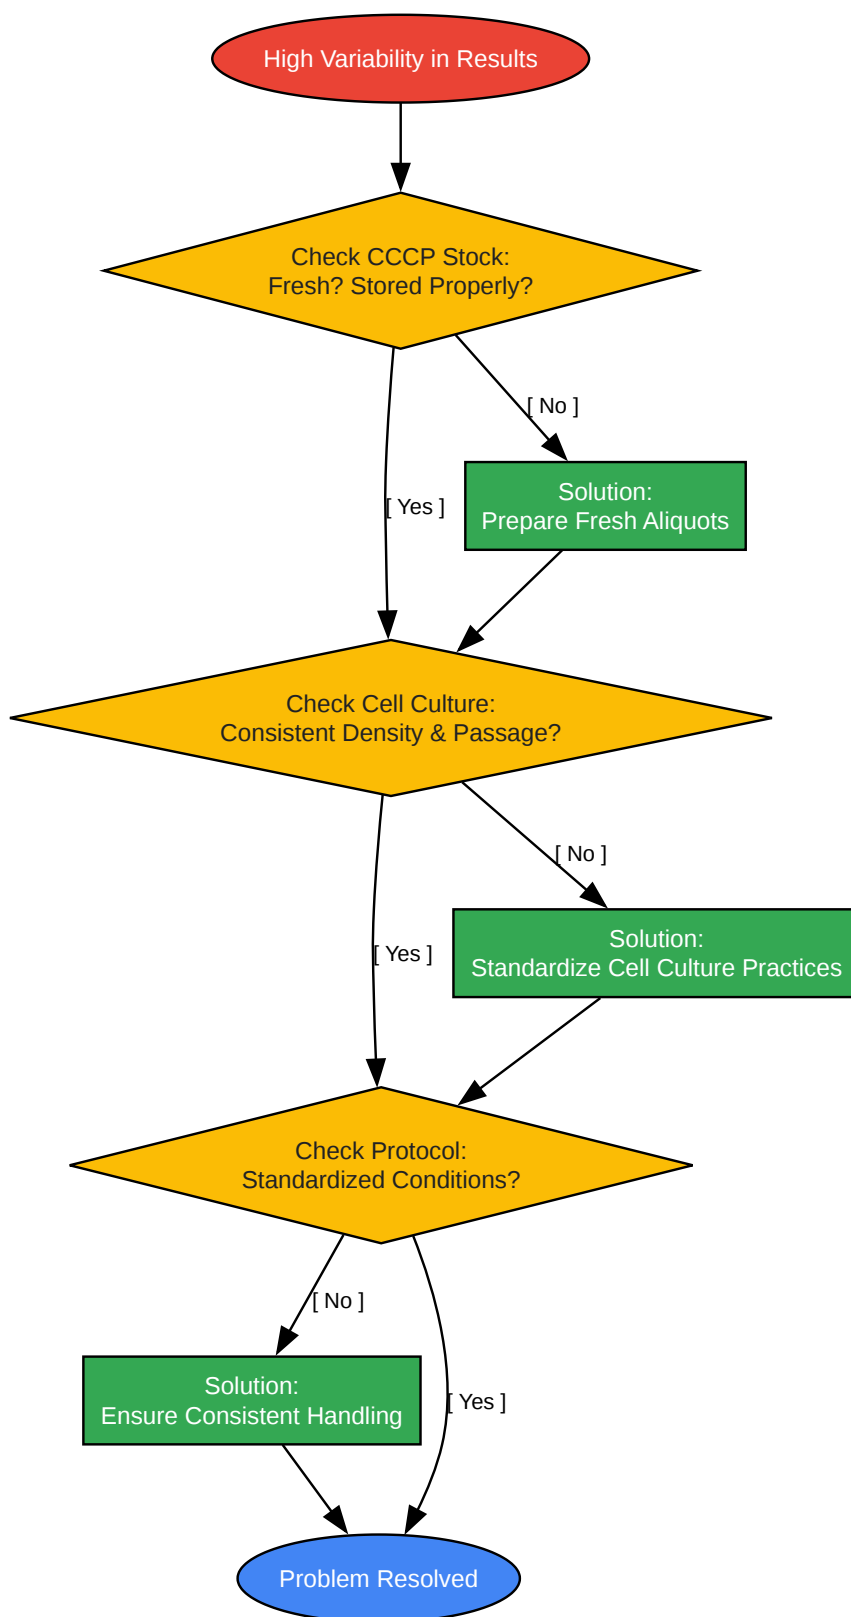 High Variability in Results
Check CCCP Stock:
Fresh? Stored Properly?
[ No ]
[ Yes ]
Solution:
Prepare Fresh Aliquots
Check Cell Culture:
Consistent Density & Passage?
[ No ]
[ Yes ]
Solution:
Standardize Cell Culture Practices
Check Protocol:
Standardized Conditions?
[ No ]
[ Yes ]
Solution:
Ensure Consistent Handling
Problem Resolved